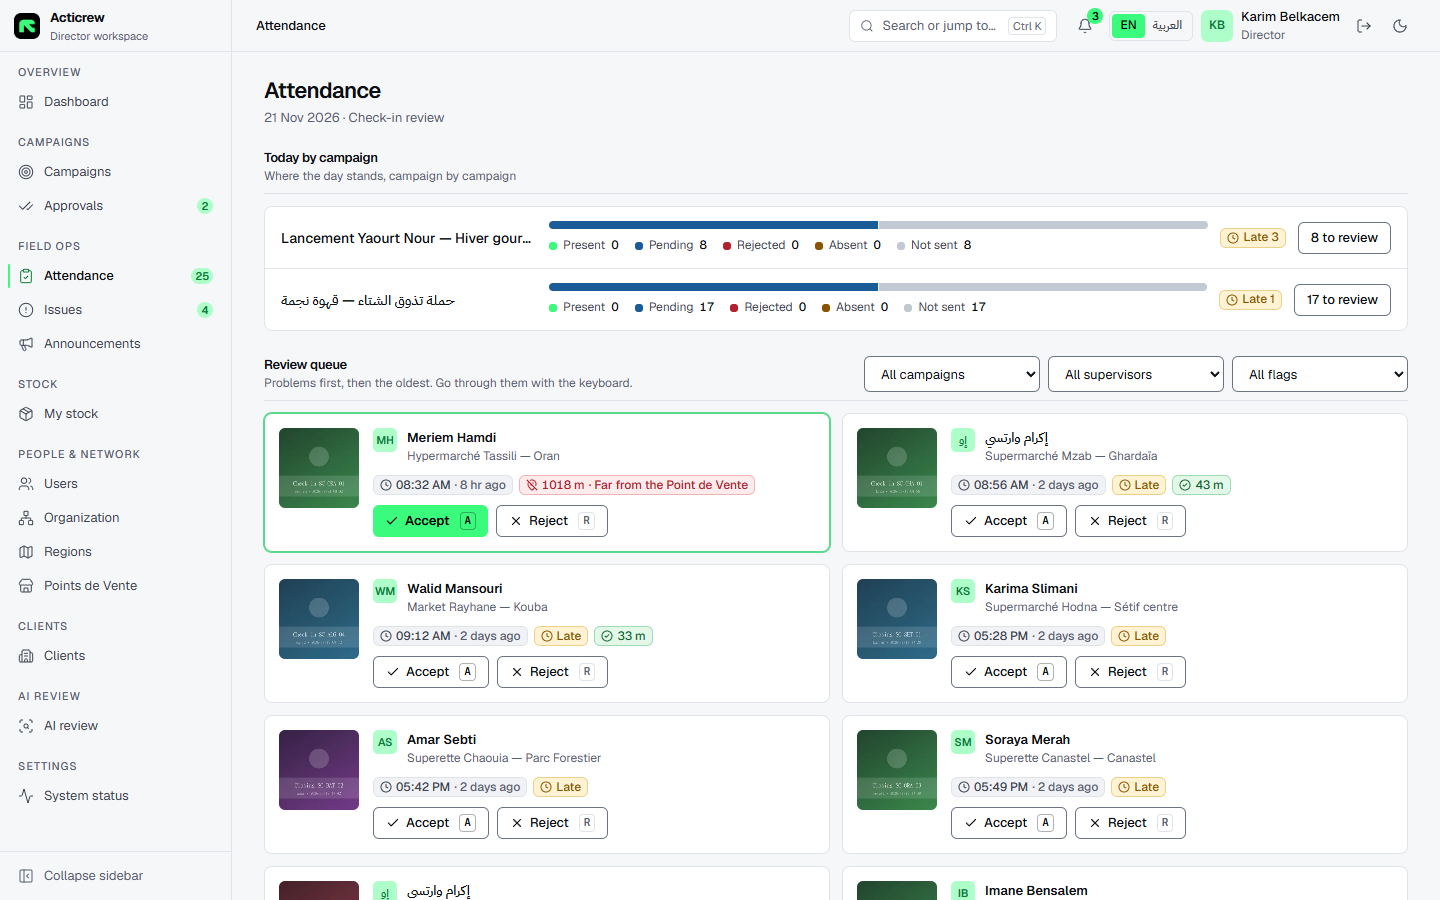 Acticrew
Director workspace
Attendance
Search or jump to...
Ctrl K
3
EN
العربية
KB
Karim Belkacem
Director
OVERVIEW
Dashboard
CAMPAIGNS
Campaigns
Approvals
2
FIELD OPS
Attendance
25
Issues
4
Announcements
STOCK
My stock
PEOPLE & NETWORK
Users
Organization
Regions
Points de Vente
CLIENTS
Clients
AI REVIEW
AI review
SETTINGS
System status
Collapse sidebar
Attendance
21 Nov 2026 · Check-in review
Today by campaign
Where the day stands, campaign by campaign
Lancement Yaourt Nour — Hiver gour...
Present 0
Pending 8
Rejected 0
Absent 0
Not sent 8
Late 3
8 to review
حملة تذوق الشتاء — قهوة نجمة
Present 0
Pending 17
Rejected 0
Absent 0
Not sent 17
Late 1
17 to review
Review queue
Problems first, then the oldest. Go through them with the keyboard.
All campaigns
All supervisors
All flags
MH
Meriem Hamdi
Hypermarché Tassili — Oran
08:32 AM · 8 hr ago
1018 m · Far from the Point de Vente
Accept A
Reject R
إو
إكرام وارتسي
Supermarché Mzab — Ghardaïa
08:56 AM · 2 days ago
Late
43 m
Accept A
Reject R
WM
Walid Mansouri
Market Rayhane — Kouba
09:12 AM · 2 days ago
Late
33 m
Accept A
Reject R
KS
Karima Slimani
Supermarché Hodna — Sétif centre
05:28 PM · 2 days ago
Late
Accept A
Reject R
AS
Amar Sebti
Superette Chaouia — Parc Forestier
05:42 PM · 2 days ago
Late
Accept A
Reject R
SM
Soraya Merah
Superette Canastel — Canastel
05:49 PM · 2 days ago
Late
Accept A
Reject R
إو
إكرام وارتسي
IB
Imane Bensalem